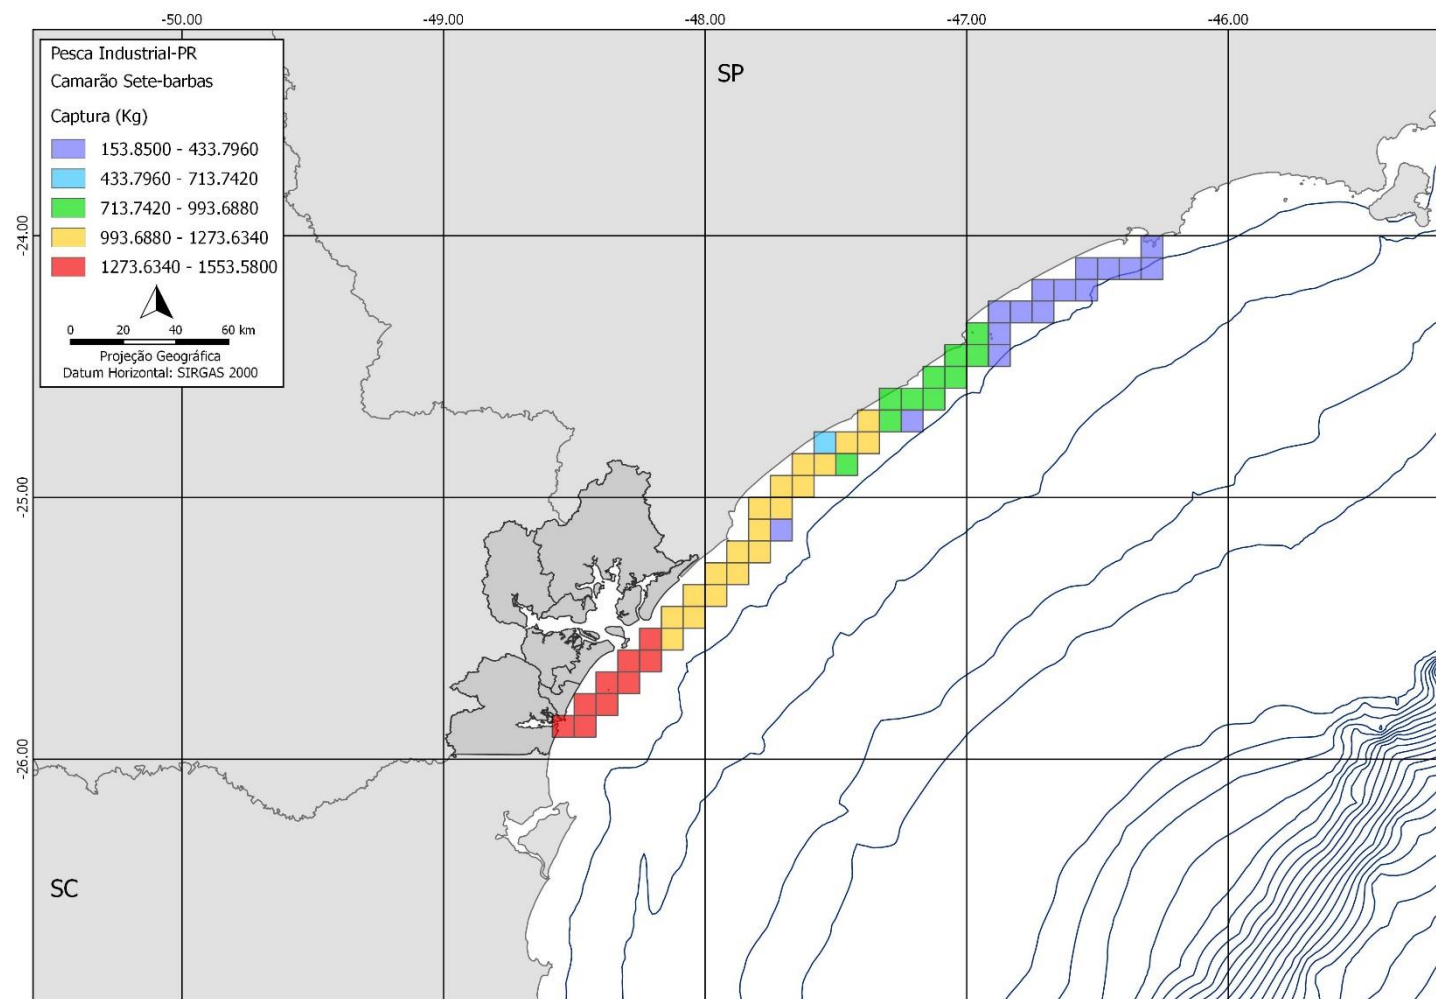 -50.00 -49.00 -48.00 -47.00 -46.00
Pesca Industrial-PR
Camarão Sete-barbas
Captura (Kg)
153.8500 - 433.7960
433.7960 - 713.7420
713.7420 - 993.6880
993.6880 - 1273.6340
1273.6340 - 1553.5800
0 20 40 60 km
Projeção Geográfica
Datum Horizontal: SIRGAS 2000
SP
-24.00
-25.00
-26.00
SC